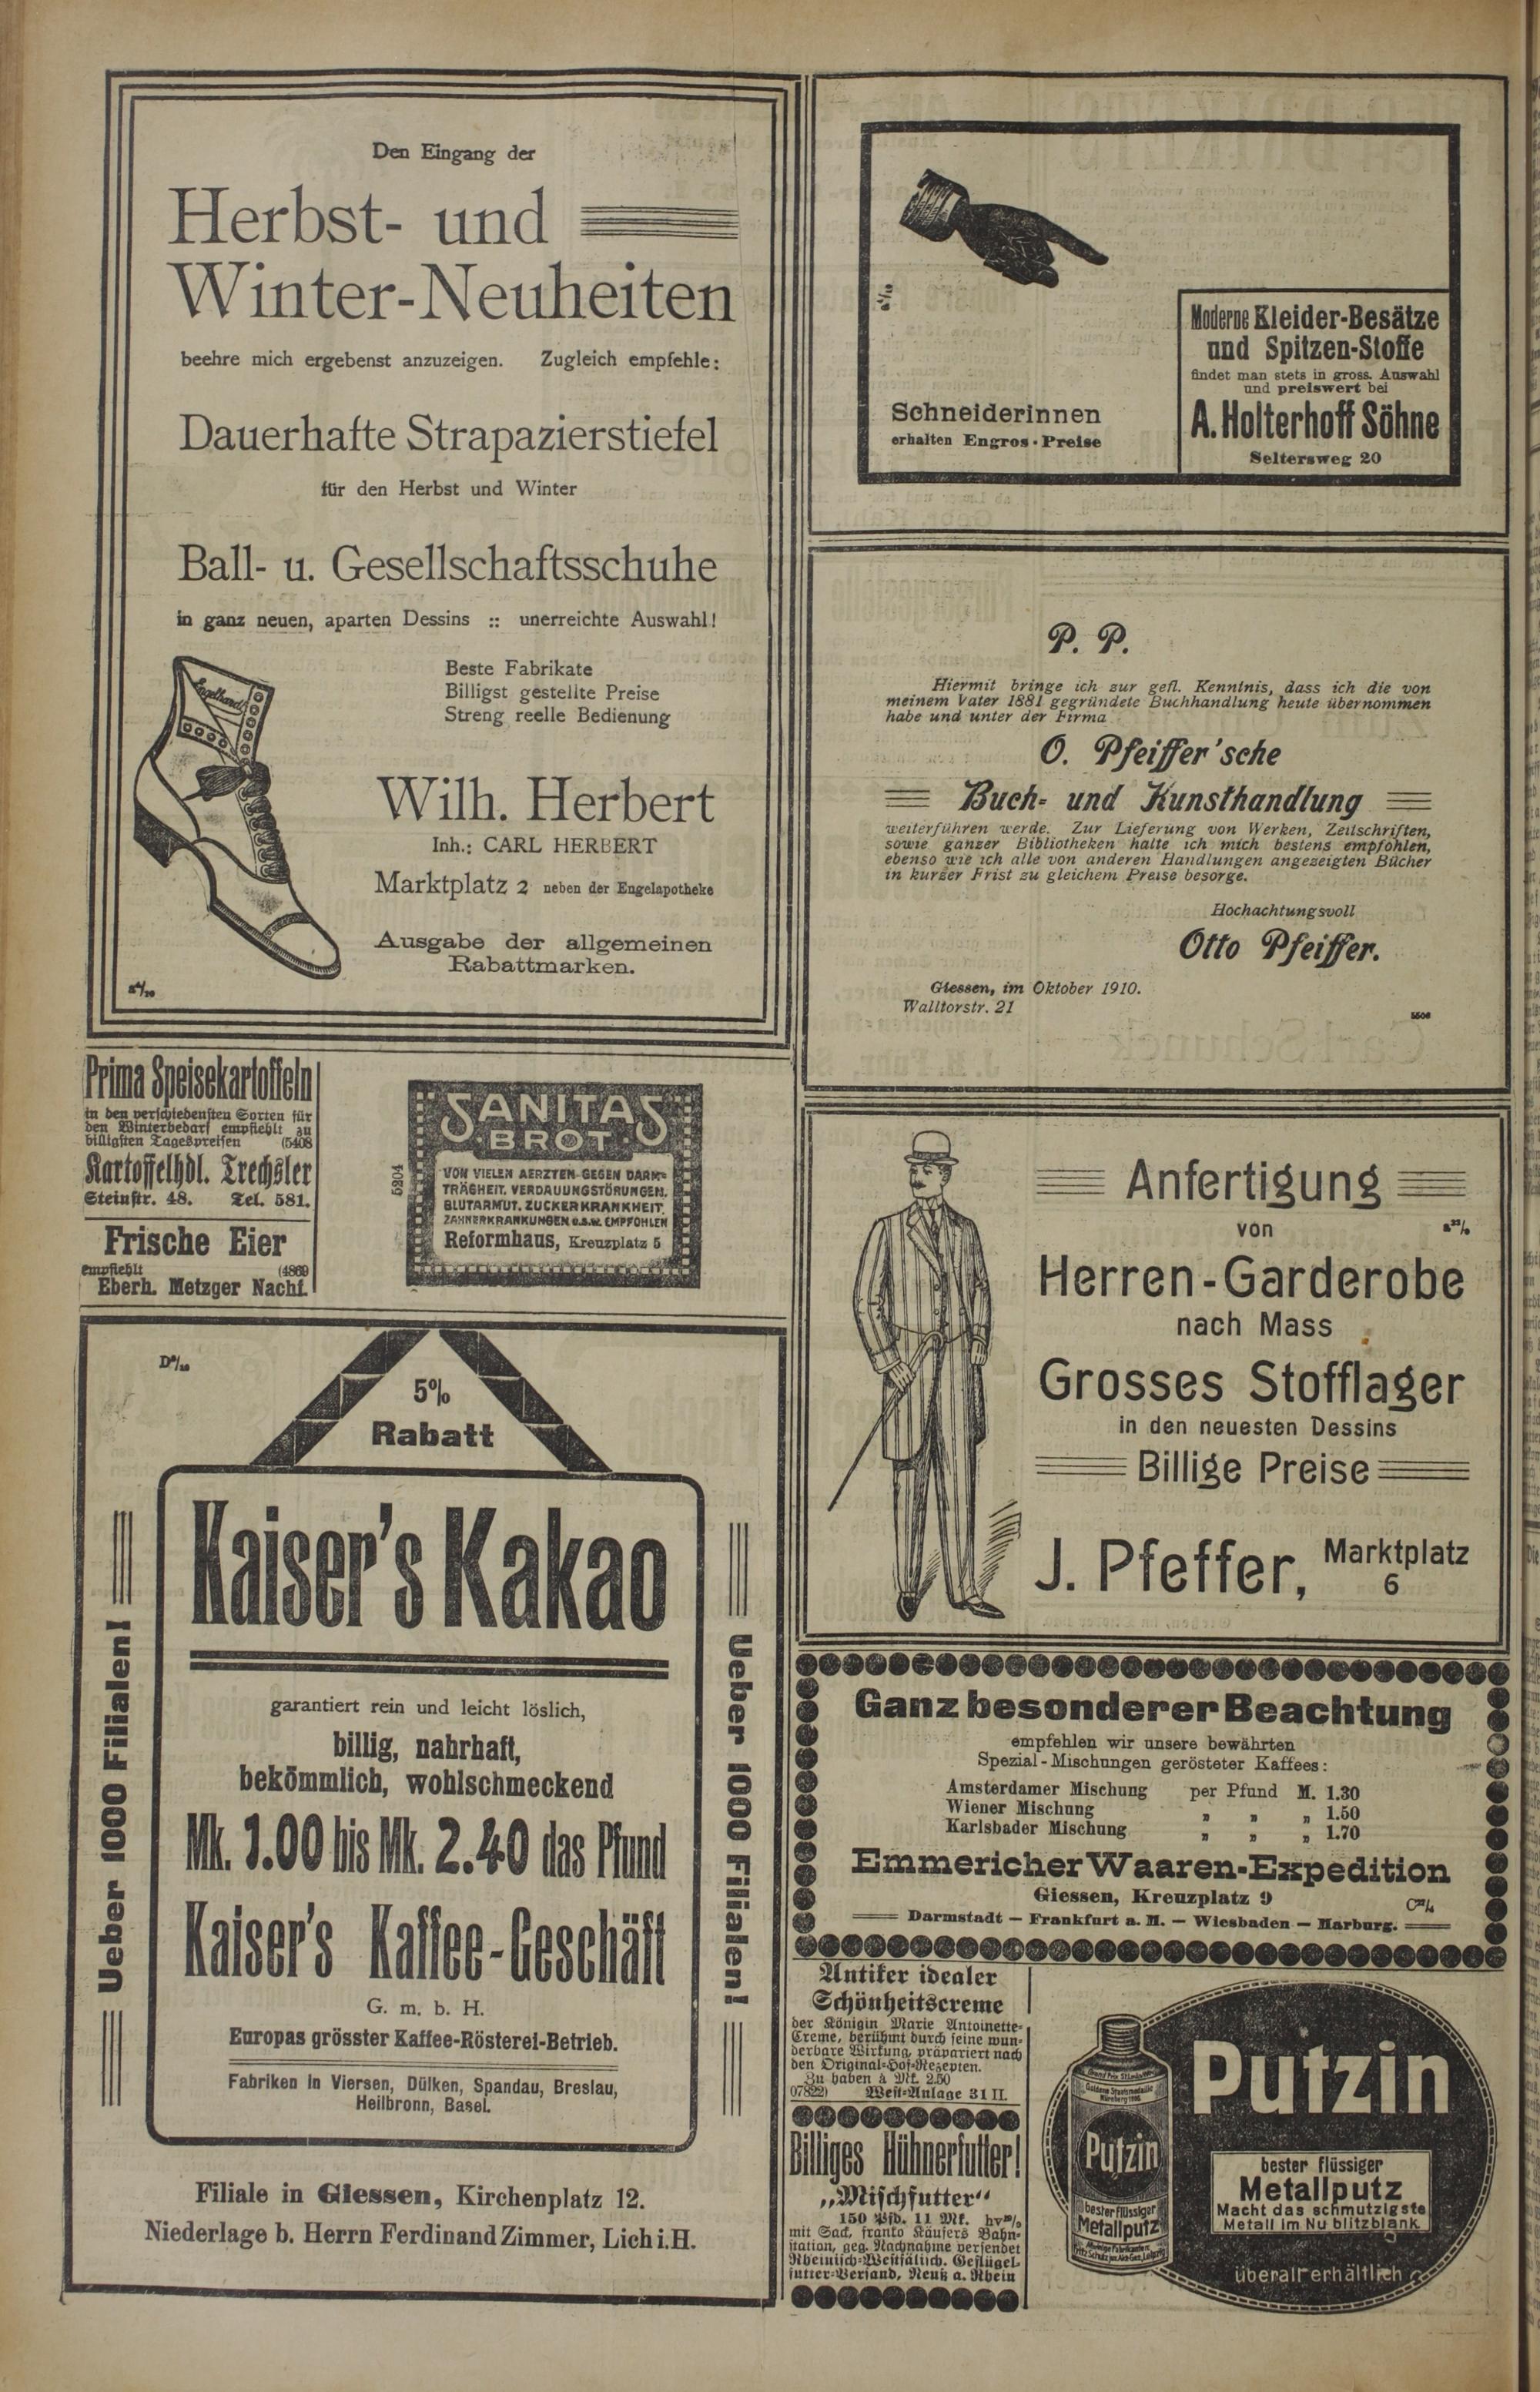 Den Eingang der
Herbst- und
Winter-Neuheiten
beehre mich ergebenst anzuzeigen. Zugleich empfehle:
Dauerhafte Strapazierstiefel
für den Herbst und Winter
Ball- u. Gesellschaftsschuhe
in ganz neuen, aparten Dessins :: unerreichte Auswahl!
Beste Fabrikate
Billigst gestellte Preise
Streng reelle Bedienung
Wilh. Herbert
Inh.: CARL HERBERT
Marktplatz 2 neben der Engelapotheke
Ausgabe der allgemeinen
Rabattmarken.
Prima Speisekartoffeln
in den verschiedensten Sorten für
den Winterbedarf empfiehlt zu
billigsten Tagespreisen (5408
Kartoffelhdl. Trechsler
Steinstr. 48. Tel. 581.
Frische Eier
empfiehlt (4869
Eberh. Metzger Nachf.
SANITAS
BROT
5204
VON VIELEN AERZTEN GEGEN DARM=
TRÄGHEIT, VERDAUUNGSTÖRUNGEN,
BLUTARMUT, ZUCKERKRANKHEIT,
ZAHNERKRANKUNGEN u.s.w. EMPFOHLEN
Reformhaus, Kreuzplatz 5
5%
Rabatt
Ueber 1000 Filialen!
Kaiser's Kakao
garantiert rein und leicht löslich,
billig, nahrhaft,
bekömmlich, wohlschmeckend
Mk. 1.00 bis Mk. 2.40 das Pfund
Kaiser's Kaffee-Geschäft
G. m. b. H.
Europas grösster Kaffee-Rösterei-Betrieb.
Fabriken in Viersen, Dülken, Spandau, Breslau,
Heilbronn, Basel.
Ueber 1000 Filialen!
Filiale in Giessen, Kirchenplatz 12.
Niederlage b. Herrn Ferdinand Zimmer, Lich i.H.
Schneiderinnen
erhalten Engros-Preise
Moderne Kleider-Besätze
und Spitzen-Stoffe
findet man stets in gross. Auswahl
und preiswert bei
A. Holterhoff Söhne
Seltersweg 20
P. P.
Hiermit bringe ich zur gefl. Kenntnis, dass ich die von
meinem Vater 1881 gegründete Buchhandlung heute übernommen
habe und unter der Firma
O. Pfeiffer'sche
Buch- und Kunsthandlung
weiterführen werde. Zur Lieferung von Werken, Zeitschriften,
sowie ganzer Bibliotheken halte ich mich bestens empfohlen,
ebenso wie ich alle von anderen Handlungen angezeigten Bücher
in kurzer Frist zu gleichem Preise besorge.
Hochachtungsvoll
Otto Pfeiffer.
Giessen, im Oktober 1910.
Walltorstr. 21
Anfertigung
von
Herren-Garderobe
nach Mass
Grosses Stofflager
in den neuesten Dessins
Billige Preise
J. Pfeffer, Marktplatz
6
Ganz besonderer Beachtung
empfehlen wir unsere bewährten
Spezial-Mischungen gerösteter Kaffees:
Amsterdamer Mischung per Pfund M. 1.30
Wiener Mischung „ „ „ 1.50
Karlsbader Mischung „ „ „ 1.70
Emmericher Waaren-Expedition
Giessen, Kreuzplatz 9
Darmstadt — Frankfurt a. M. — Wiesbaden — Marburg.
Antiker idealer
Schönheitscreme
der Königin Marie Antoinette-
Creme, berühmt durch seine wun-
derbare Wirkung, präpariert nach
den Original-Hof-Rezepten.
Zu haben à Mk. 2.50
07822) West-Anlage 31 II.
Billiges Hühnerfutter!
„Mischfutter“
150 Pfd. 11 Mk.
mit Sack, franko Käufers Bahn-
station, geg. Nachnahme versendet
Rheinisch-Westfälisch. Geflügel-
futter-Versand, Neuß a. Rhein
Putzin
bester flüssiger
Metallputz
Macht das schmutzigste
Metall im Nu blitzblank
überall erhältlich
Putzin
bester flüssiger
Metallputz